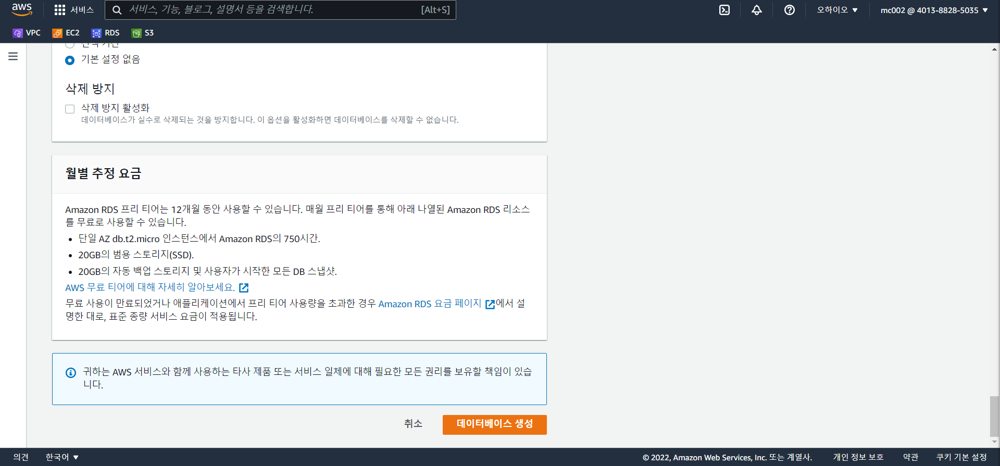 aws
서비스
서비스, 기능, 블로그, 설명서 등을 검색합니다.
[Alt+S]
오하이오 ▼
mc002 @ 4013-8828-5035 ▼
VPC
EC2
RDS
S3
기본 설정 없음
삭제 방지
삭제 방지 활성화
데이터베이스가 실수로 삭제되는 것을 방지합니다. 이 옵션을 활성화하면 데이터베이스를 삭제할 수 없습니다.
월별 추정 요금
Amazon RDS 프리 티어는 12개월 동안 사용할 수 있습니다. 매월 프리 티어를 통해 아래 나열된 Amazon RDS 리소스
를 무료로 사용할 수 있습니다.
• 단일 AZ db.t2.micro 인스턴스에서 Amazon RDS의 750시간.
• 20GB의 범용 스토리지(SSD).
• 20GB의 자동 백업 스토리지 및 사용자가 시작한 모든 DB 스냅샷.
AWS 무료 티어에 대해 자세히 알아보세요.
무료 사용이 만료되었거나 애플리케이션에서 프리 티어 사용량을 초과한 경우 Amazon RDS 요금 페이지 에서 설
명한 대로, 표준 종량 서비스 요금이 적용됩니다.
귀하는 AWS 서비스와 함께 사용하는 타사 제품 또는 서비스 일체에 대해 필요한 모든 권리를 보유할 책임이 있습
니다.
취소
데이터베이스 생성
의견
한국어 ▼
© 2022, Amazon Web Services, Inc. 또는 계열사.
개인 정보 보호
약관
쿠키 기본 설정